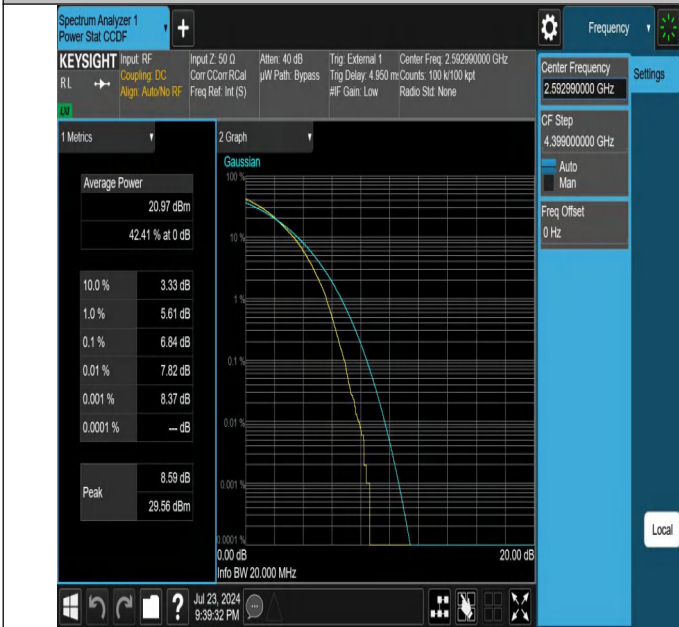 Spectrum Analyzer 1
Power Stat CCDF
+
Frequency
KEYSIGHT
RL
LXI
Input: RF
Coupling: DC
Align: Auto/No RF
Input Z: 50 Ω
Corr CCorr RCal
Freq Ref: Int (S)
Atten: 40 dB
µW Path: Bypass
Trig: External 1
Trig Delay: 4.950 m
#IF Gain: Low
Center Freq: 2.592990000 GHz
Counts: 100 k/100 kpt
Radio Std: None
Center Frequency
2.592990000 GHz
Settings
CF Step
4.399000000 GHz
Auto
Man
Freq Offset
0 Hz
1 Metrics
Average Power
20.97 dBm
42.41 % at 0 dB
10.0 % 3.33 dB
1.0 % 5.61 dB
0.1 % 6.84 dB
0.01 % 7.82 dB
0.001 % 8.37 dB
0.0001 % --- dB
Peak
8.59 dB
29.56 dBm
2 Graph
Gaussian
100 %
10 %
1 %
0.1 %
0.01 %
0.001 %
0.0001 %
0.00 dB 20.00 dB
Info BW 20.000 MHz
Local
?
Jul 23, 2024
9:39:32 PM